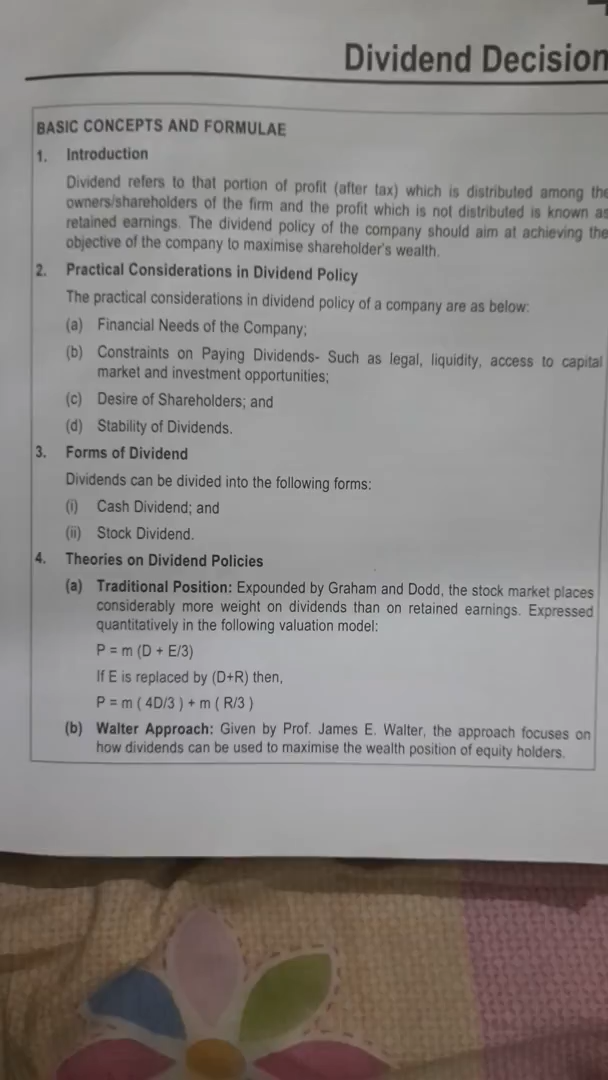 Dividend Decision
BASIC CONCEPTS AND FORMULAE
1. Introduction
Dividend refers to that portion of profit (after tax) which is distributed among the
owners/shareholders of the firm and the profit which is not distributed is known as
retained earnings. The dividend policy of the company should aim at achieving the
objective of the company to maximise shareholder's wealth.
2. Practical Considerations in Dividend Policy
The practical considerations in dividend policy of a company are as below:
(a) Financial Needs of the Company;
(b) Constraints on Paying Dividends- Such as legal, liquidity, access to capital
market and investment opportunities;
(c) Desire of Shareholders; and
(d) Stability of Dividends.
3. Forms of Dividend
Dividends can be divided into the following forms:
(i) Cash Dividend; and
(ii) Stock Dividend.
4. Theories on Dividend Policies
(a) Traditional Position: Expounded by Graham and Dodd, the stock market places
considerably more weight on dividends than on retained earnings. Expressed
quantitatively in the following valuation model:
P = m (D + E/3)
If E is replaced by (D+R) then,
P = m ( 4D/3 ) + m ( R/3 )
(b) Walter Approach: Given by Prof. James E. Walter, the approach focuses on
how dividends can be used to maximise the wealth position of equity holders.